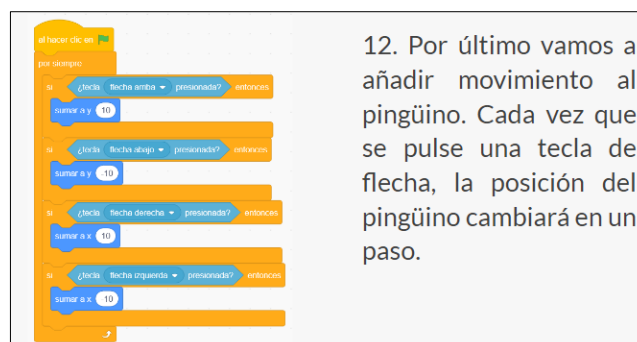 al hacer clic en
por siempre
si ¿tecla flecha arriba presionada? entonces
sumar a y 10
si ¿tecla flecha abajo presionada? entonces
sumar a y -10
si ¿tecla flecha derecha presionada? entonces
sumar a x 10
si ¿tecla flecha izquierda presionada? entonces
sumar a x -10
12. Por último vamos a
añadir movimiento al
pingüino. Cada vez que
se pulse una tecla de
flecha, la posición del
pingüino cambiará en un
paso.